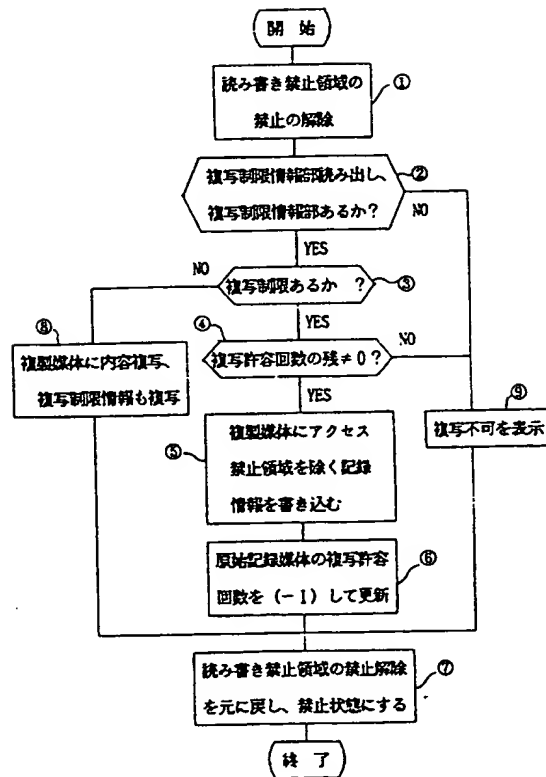 開 始
読み書き禁止領域の
禁止の解除
①
複写制限情報部読み出し、
複写制限情報部あるか？
②
NO
YES
NO
複写制限あるか ？
③
YES
④
複写許容回数の残≠0？
NO
⑧
複製媒体に内容複写、
複写制限情報も複写
YES
⑨
複写不可を表示
⑤
複製媒体にアクセス
禁止領域を除く記録
情報を書き込む
原始記録媒体の複写許容
回数を (－1) して更新
⑥
読み書き禁止領域の禁止解除
を元に戻し、禁止状態にする
⑦
終 了